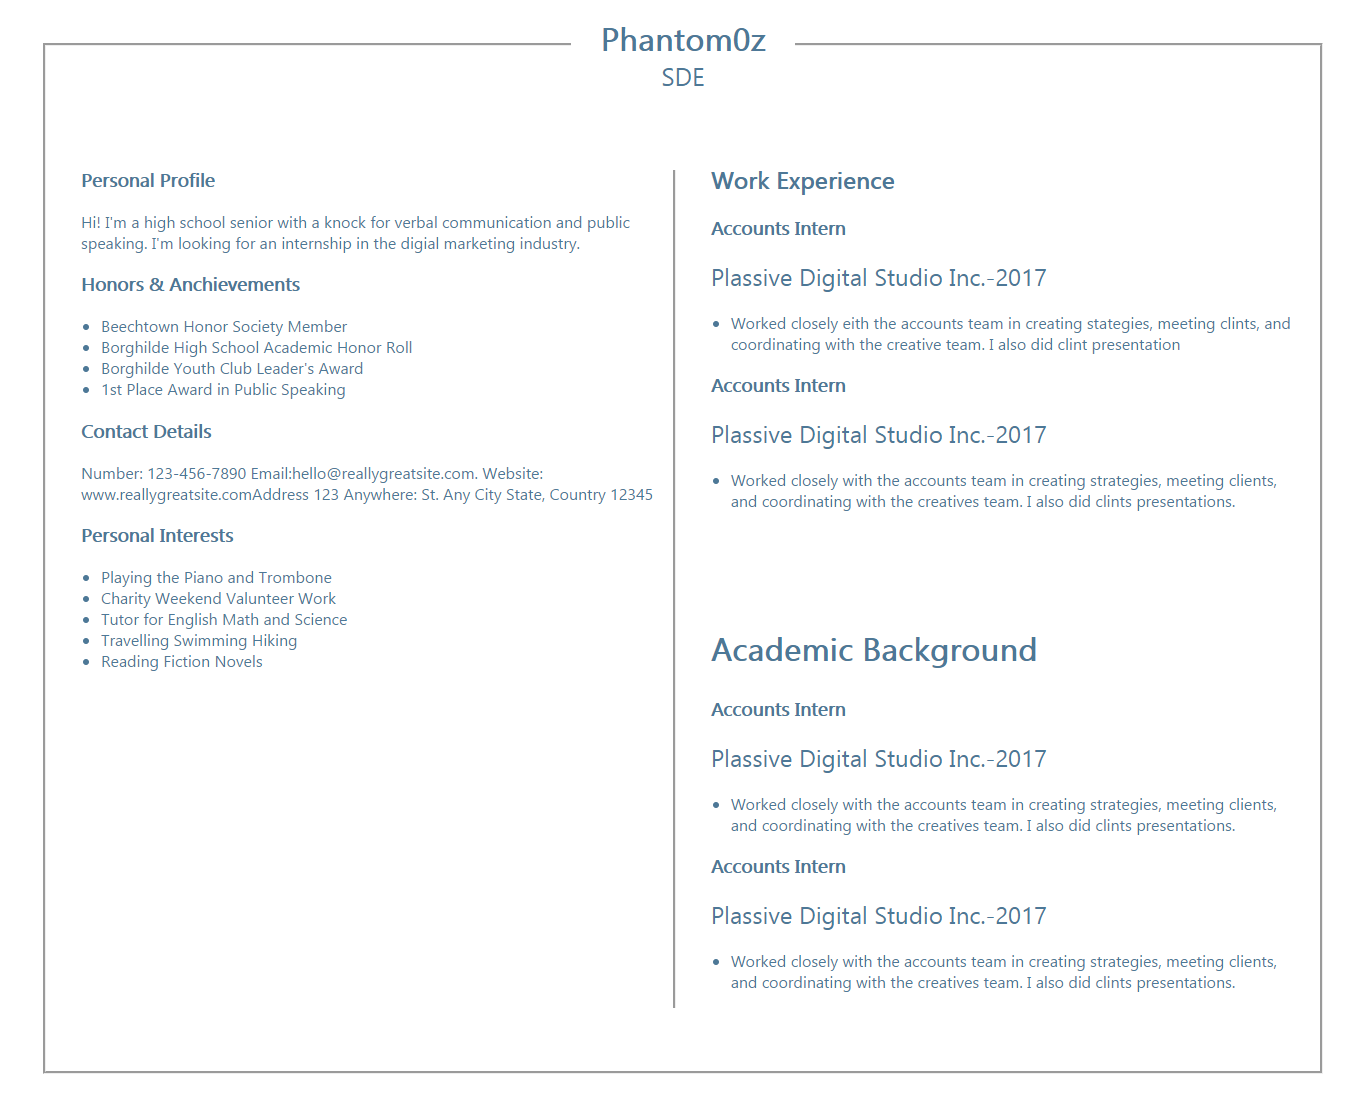 Phantom0z
SDE
Personal Profile
Hi! I'm a high school senior with a knock for verbal communication and public
speaking. I'm looking for an internship in the digial marketing industry.
Honors & Anchievements
Beechtown Honor Society Member
Borghilde High School Academic Honor Roll
Borghilde Youth Club Leader's Award
1st Place Award in Public Speaking
Contact Details
Number: 123-456-7890 Email:hello@reallygreatsite.com. Website:
www.reallygreatsite.comAddress 123 Anywhere: St. Any City State, Country 12345
Personal Interests
Playing the Piano and Trombone
Charity Weekend Valunteer Work
Tutor for English Math and Science
Travelling Swimming Hiking
Reading Fiction Novels
Work Experience
Accounts Intern
Plassive Digital Studio Inc.-2017
Worked closely eith the accounts team in creating stategies, meeting clints, and
coordinating with the creative team. I also did clint presentation
Accounts Intern
Plassive Digital Studio Inc.-2017
Worked closely with the accounts team in creating strategies, meeting clients,
and coordinating with the creatives team. I also did clints presentations.
Academic Background
Accounts Intern
Plassive Digital Studio Inc.-2017
Worked closely with the accounts team in creating strategies, meeting clients,
and coordinating with the creatives team. I also did clints presentations.
Accounts Intern
Plassive Digital Studio Inc.-2017
Worked closely with the accounts team in creating strategies, meeting clients,
and coordinating with the creatives team. I also did clints presentations.